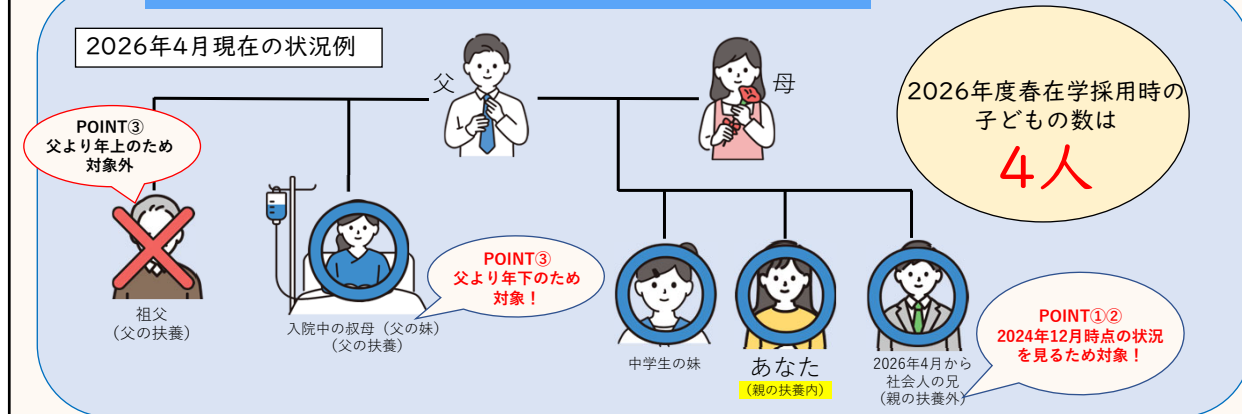 2026年4月現在の状況例
父
母
2026年度春在学採用時の
子どもの数は
4人
POINT③
父より年上のため
対象外
祖父
（父の扶養）
入院中の叔母（父の妹）
（父の扶養）
POINT③
父より年下のため
対象！
中学生の妹
あなた
（親の扶養内）
2026年4月から
社会人の兄
（親の扶養外）
POINT①②
2024年12月時点の状況
を見るため対象！